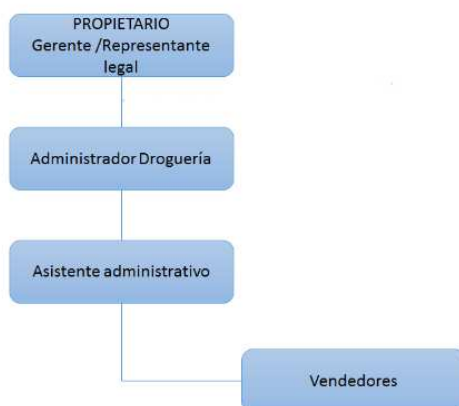 PROPIETARIO
Gerente /Representante
legal
Administrador Droguería
Asistente administrativo
Vendedores